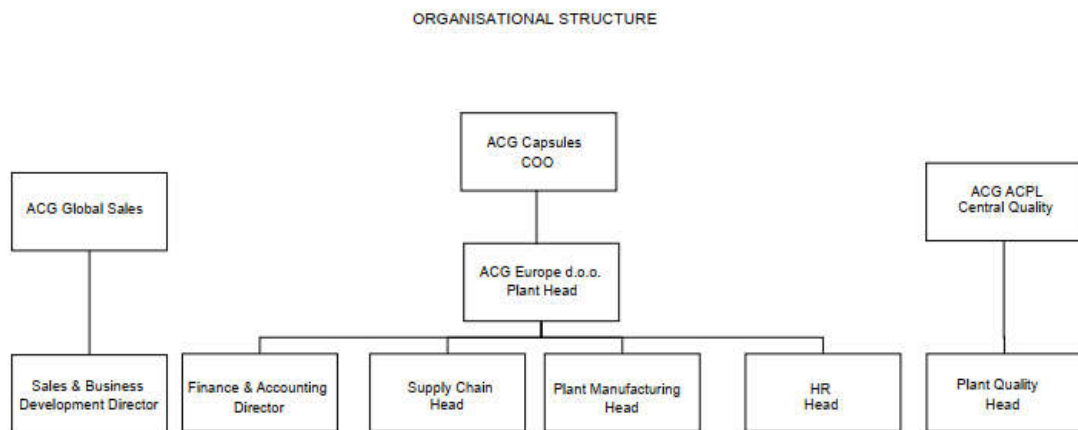 ORGANISATIONAL STRUCTURE
ACG Capsules
COO
ACG Global Sales
ACG ACPL
Central Quality
ACG Europe d.o.o.
Plant Head
Sales & Business
Development Director
Finance & Accounting
Director
Supply Chain
Head
Plant Manufacturing
Head
HR
Head
Plant Quality
Head